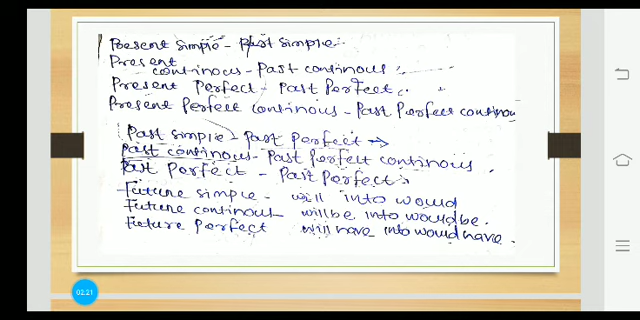 Present Simple - Past Simple.
Present
continous - Past continous
Present Perfect - Past Perfect.
Present Perfect continous - Past Perfect continou
Past simple - Past Perfect →
Past continous - Past Perfect continous.
Past Perfect - Past Perfect.
Future simple - will into would
Future continous - will be into would be.
Future Perfect will have into would have.
02:21